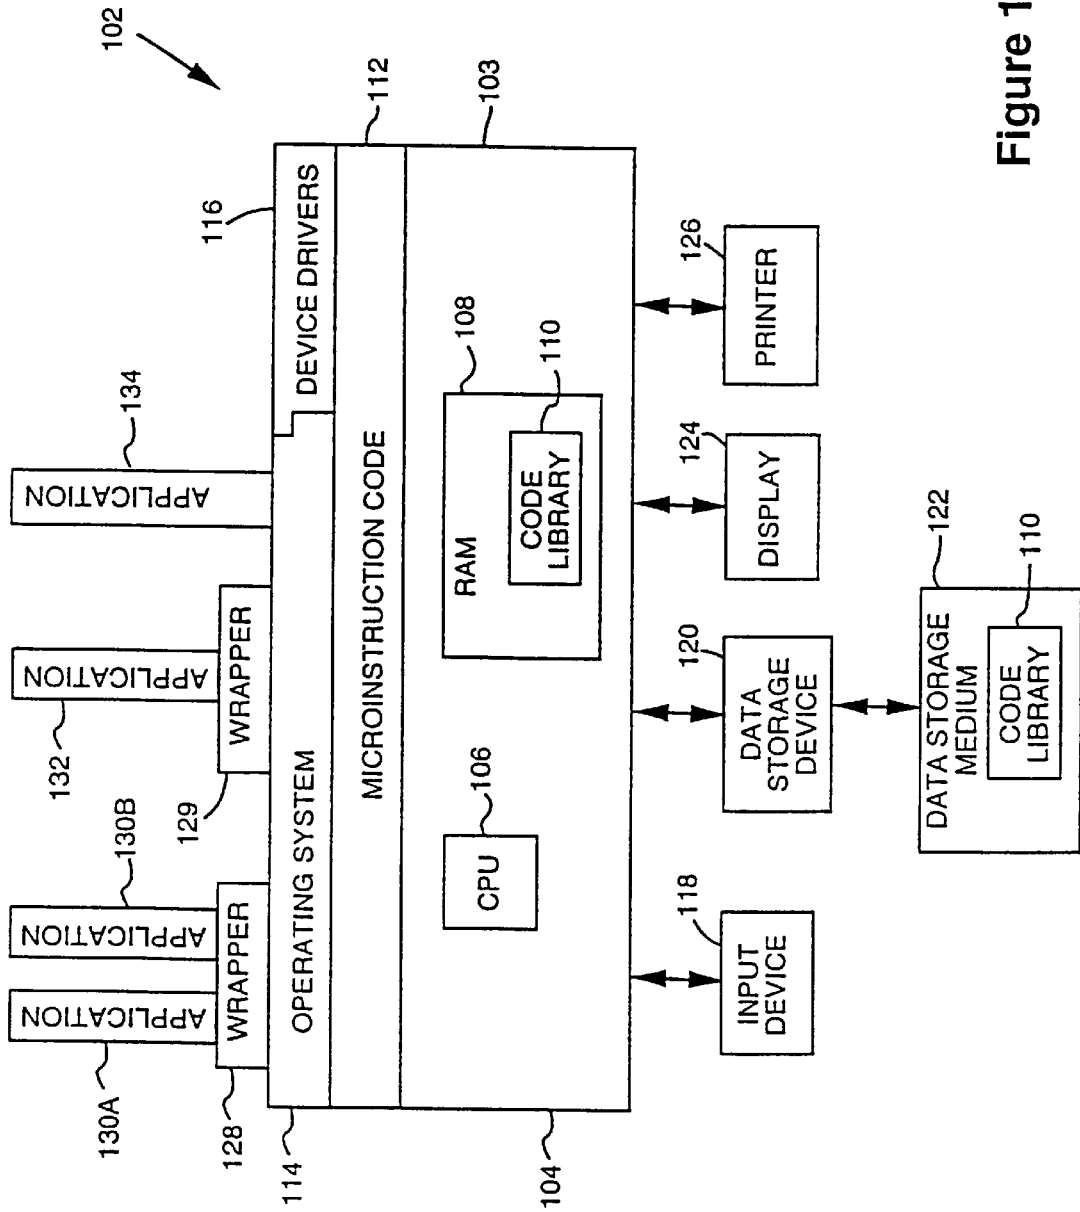 102
134
APPLICATION
132
APPLICATION
130B
APPLICATION
130A
APPLICATION
116
112
103
129
WRAPPER
128
WRAPPER
114
OPERATING SYSTEM
DEVICE DRIVERS
MICROINSTRUCTION CODE
104
106
CPU
108
RAM
110
CODE
LIBRARY
118
INPUT
DEVICE
120
DATA
STORAGE
DEVICE
124
DISPLAY
126
PRINTER
122
DATA STORAGE
MEDIUM
110
CODE
LIBRARY
Figure 1